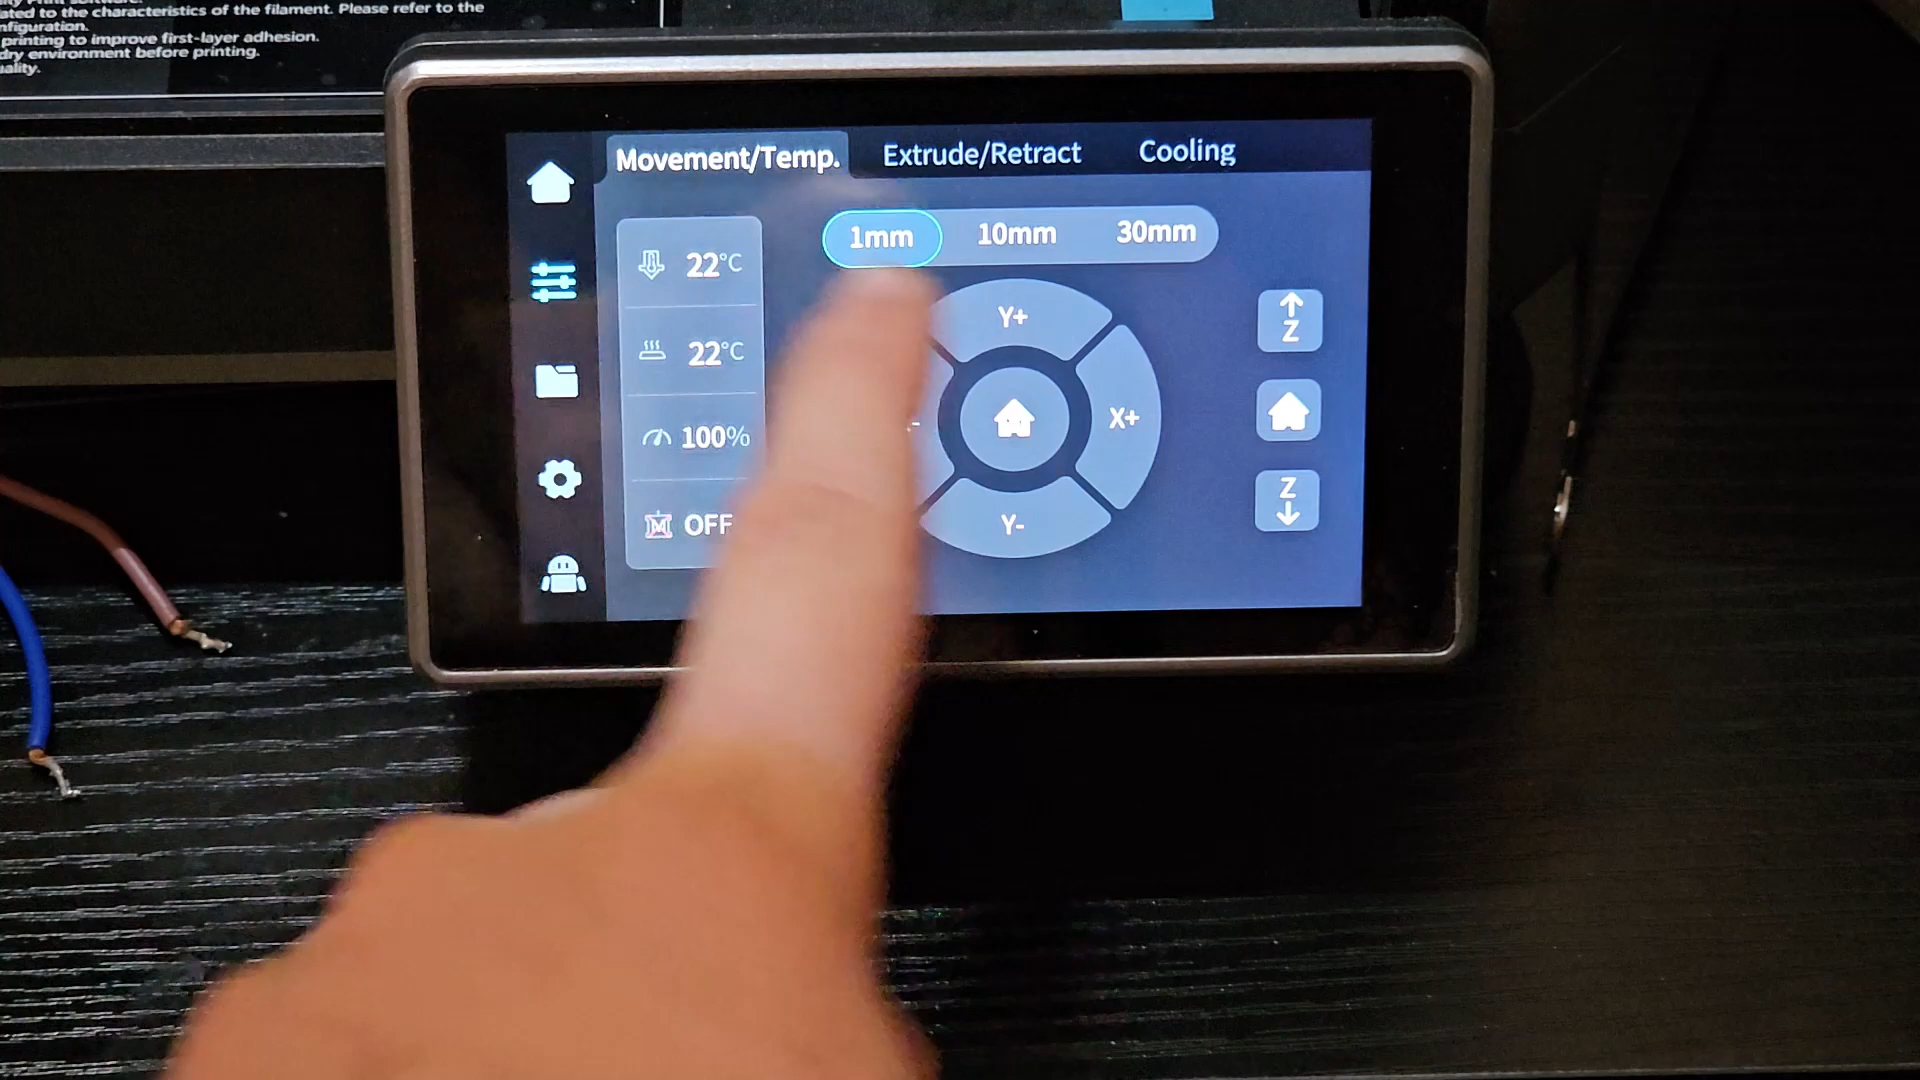 ated to the characteristics of the filament. Please refer to the
nfiguration.
printing to improve first-layer adhesion.
dry environment before printing.
uality.
Movement/Temp.
Extrude/Retract
Cooling
1mm
10mm
30mm
22°C
22°C
100%
OFF
Y+
X+
-
Y-
Z
Z